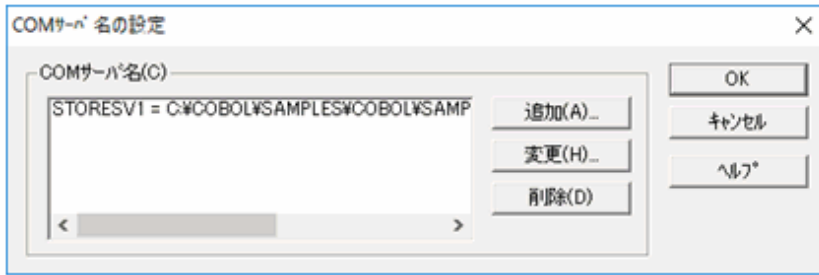 COMｻｰﾊﾞ名の設定
COMｻｰﾊﾞ名(C)
STORESV1 = C:¥COBOL¥SAMPLES¥COBOL¥SAMP
追加(A)...
変更(H)...
削除(D)
OK
ｷｬﾝｾﾙ
ﾍﾙﾌﾟ